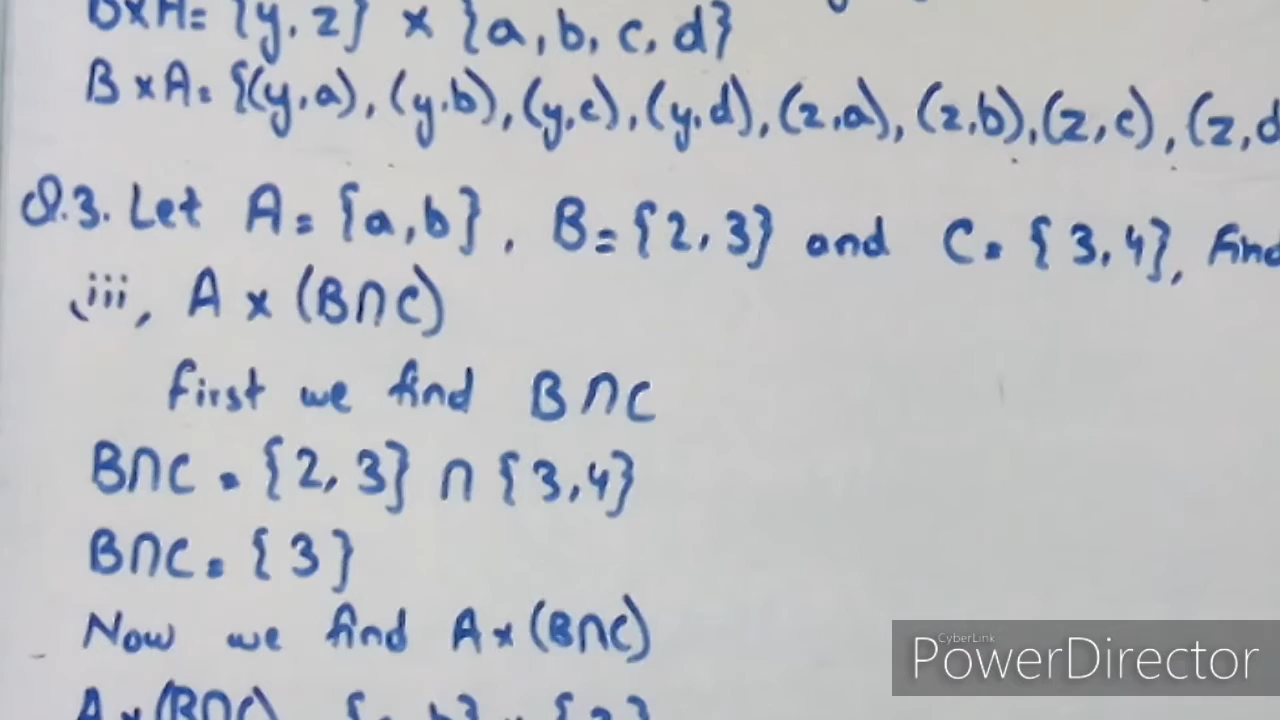 B×A= {y, z} × {a, b, c, d}
B×A= {(y,a), (y,b), (y,c), (y,d), (z,a), (z,b), (z,c), (z,d
Q.3. Let A= {a,b}, B={2,3} and C= {3,4}, Find
(iii, A × (B∩C)
First we find B∩C
B∩C = {2,3} ∩ {3,4}
B∩C = {3}
Now we find A×(B∩C)
A×(B∩C) {a, b} × {3}
CyberLink
PowerDirector